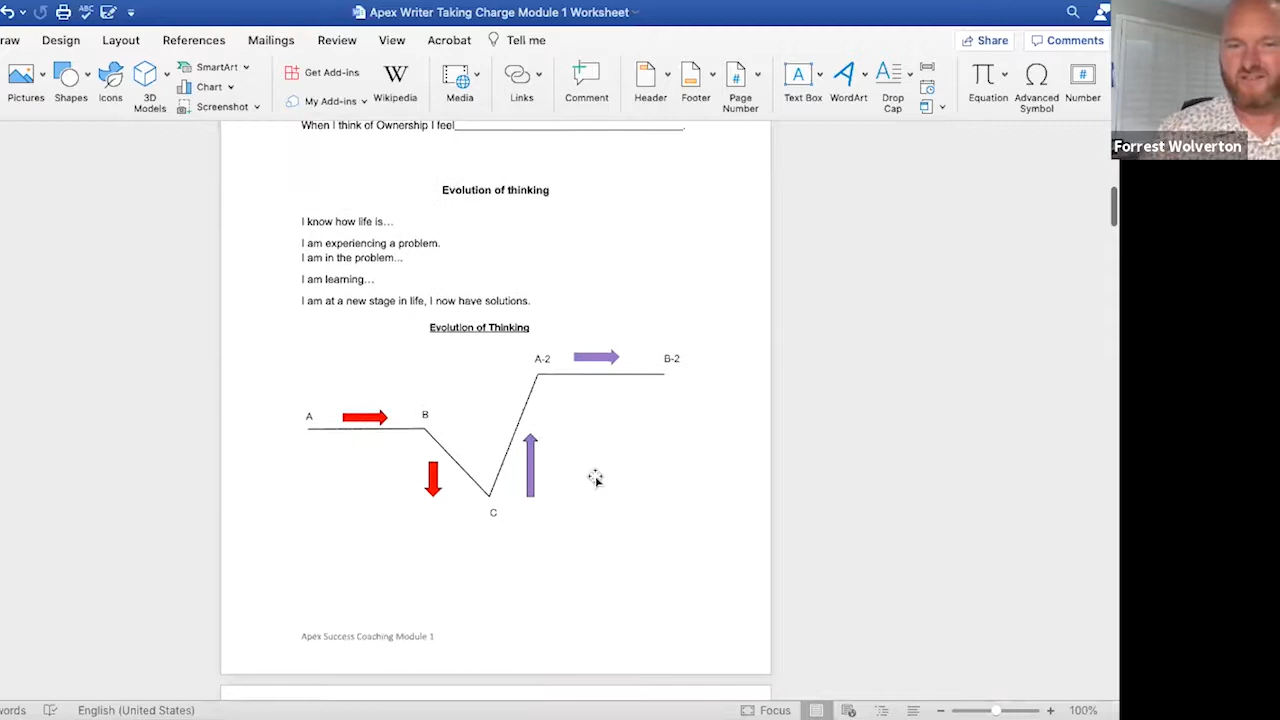 Apex Writer Taking Charge Module 1 Worksheet
Design Layout References Mailings Review View Acrobat Tell me
Share Comments
Pictures Shapes Icons 3D Models
SmartArt
Chart
Screenshot
Get Add-ins
My Add-ins
W
Wikipedia
Media Links Comment Header Footer Page Number
Text Box WordArt Drop Cap
Equation Advanced Symbol Number
Forrest Wolverton
When I think of Ownership I feel___.
Evolution of thinking
I know how life is…
I am experiencing a problem.
I am in the problem…
I am learning…
I am at a new stage in life, I now have solutions.
Evolution of Thinking
A-2 B-2
A B
C
Apex Success Coaching Module 1
English (United States) Focus 100%